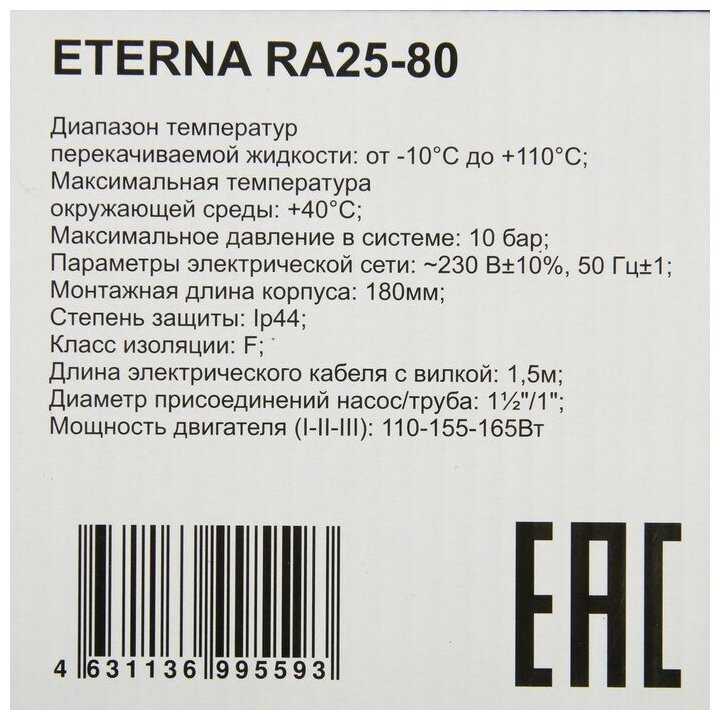 ETERNA RA25-80
Диапазон температур
перекачиваемой жидкости: от -10°C до +110°C;
Максимальная температура
окружающей среды: +40°C;
Максимальное давление в системе: 10 бар;
Параметры электрической сети: ~230 В±10%, 50 Гц±1;
Монтажная длина корпуса: 180мм;
Степень защиты: Ip44;
Класс изоляции: F;
Длина электрического кабеля с вилкой: 1,5м;
Диаметр присоединений насос/труба: 1½"/1";
Мощность двигателя (I-II-III): 110-155-165Вт
4 631136 995593
EAC